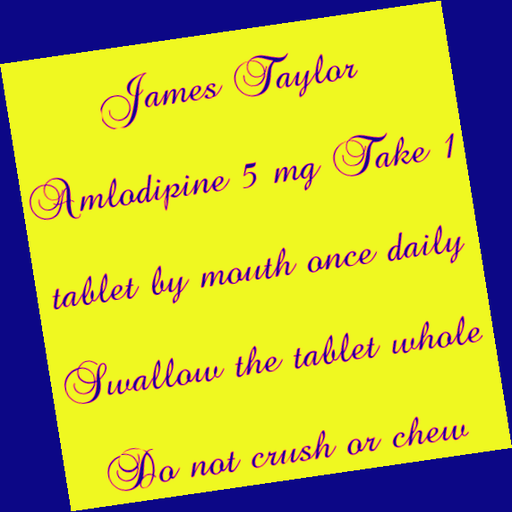 James Taylor
Amlodipine 5 mg Take 1
tablet by mouth once daily
Swallow the tablet whole
Do not crush or chew